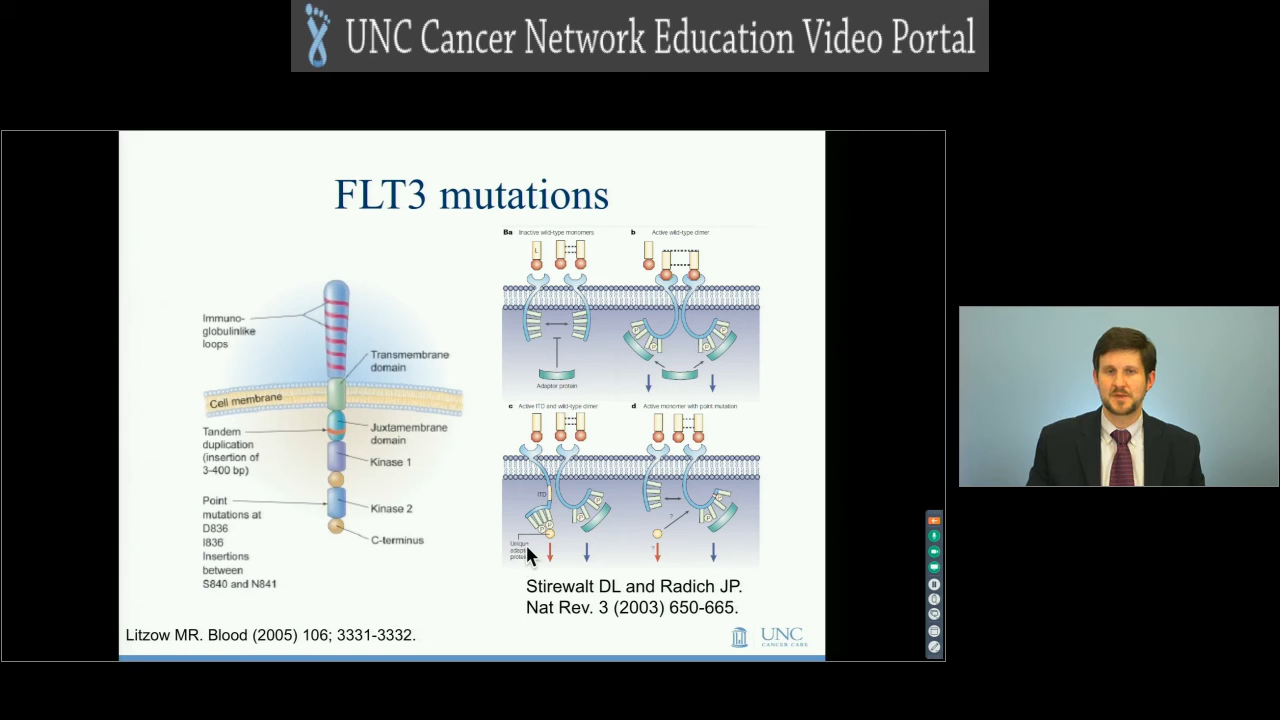 UNC Cancer Network Education Video Portal
FLT3 mutations
Immuno-
globulinlike
loops
Transmembrane
domain
Cell membrane
Tandem
duplication
(insertion of
3-400 bp)
Juxtamembrane
domain
Kinase 1
Point
mutations at
D836
I836
Insertions
between
S840 and N841
Kinase 2
C-terminus
Ba Inactive wild-type monomers
b Active wild-type dimer
L
Adaptor protein
c Active ITD and wild-type dimer
d Active monomer with point mutation
ITD
?
?
Stirewalt DL and Radich JP.
Nat Rev. 3 (2003) 650-665.
Litzow MR. Blood (2005) 106; 3331-3332.
UNC
CANCER CARE